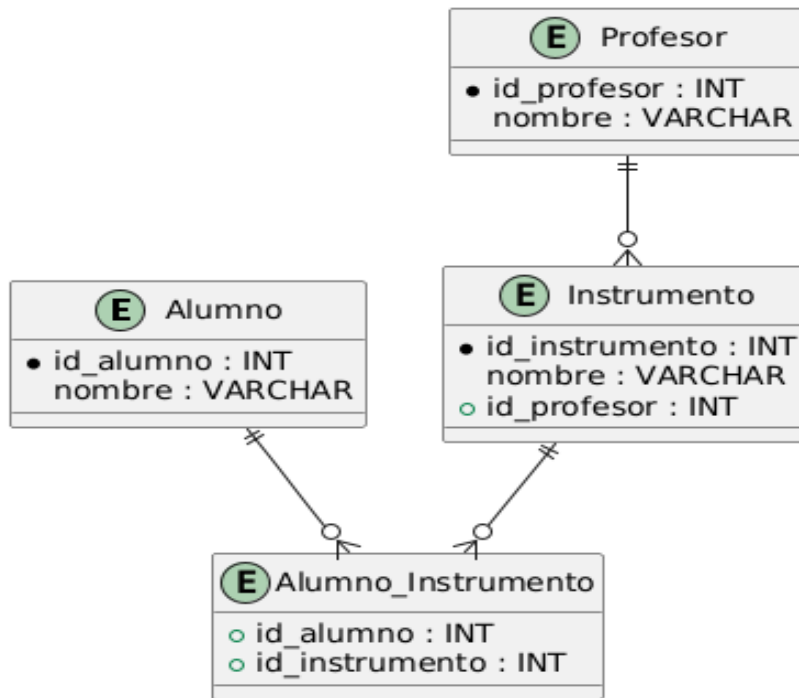 E Profesor
id_profesor : INT
nombre : VARCHAR
E Alumno
id_alumno : INT
nombre : VARCHAR
E Instrumento
id_instrumento : INT
nombre : VARCHAR
id_profesor : INT
E Alumno_Instrumento
id_alumno : INT
id_instrumento : INT